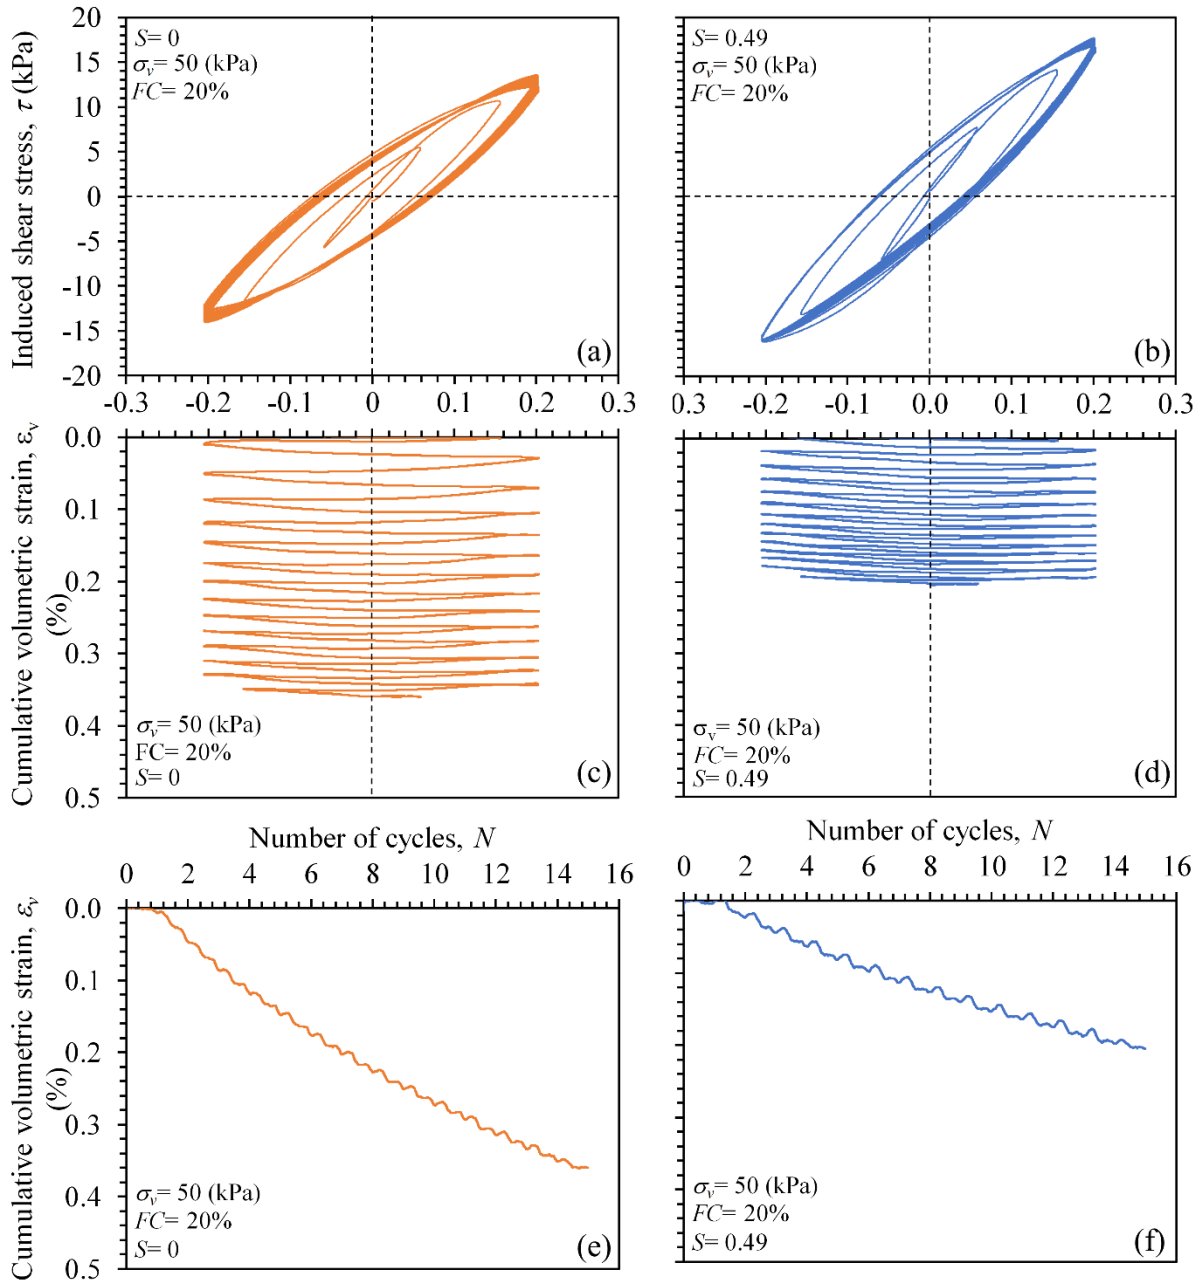 Induced shear stress, τ (kPa)
20
15
10
5
0
-5
-10
-15
-20
S= 0
σv= 50 (kPa)
FC= 20%
(a)
-0.3 -0.2 -0.1 0 0.1 0.2 0.3
S= 0.49
σv= 50 (kPa)
FC= 20%
(b)
0.3 -0.2 -0.1 0.0 0.1 0.2 0.3
Cumulative volumetric strain, εv
(%)
0.0
0.1
0.2
0.3
0.4
0.5
σv= 50 (kPa)
FC= 20%
S= 0
(c)
σv= 50 (kPa)
FC= 20%
S= 0.49
(d)
Number of cycles, N
0 2 4 6 8 10 12 14 16
Number of cycles, N
0 2 4 6 8 10 12 14 16
Cumulative volumetric strain, εv
(%)
0.0
0.1
0.2
0.3
0.4
0.5
σv= 50 (kPa)
FC= 20%
S= 0
(e)
σv= 50 (kPa)
FC= 20%
S= 0.49
(f)